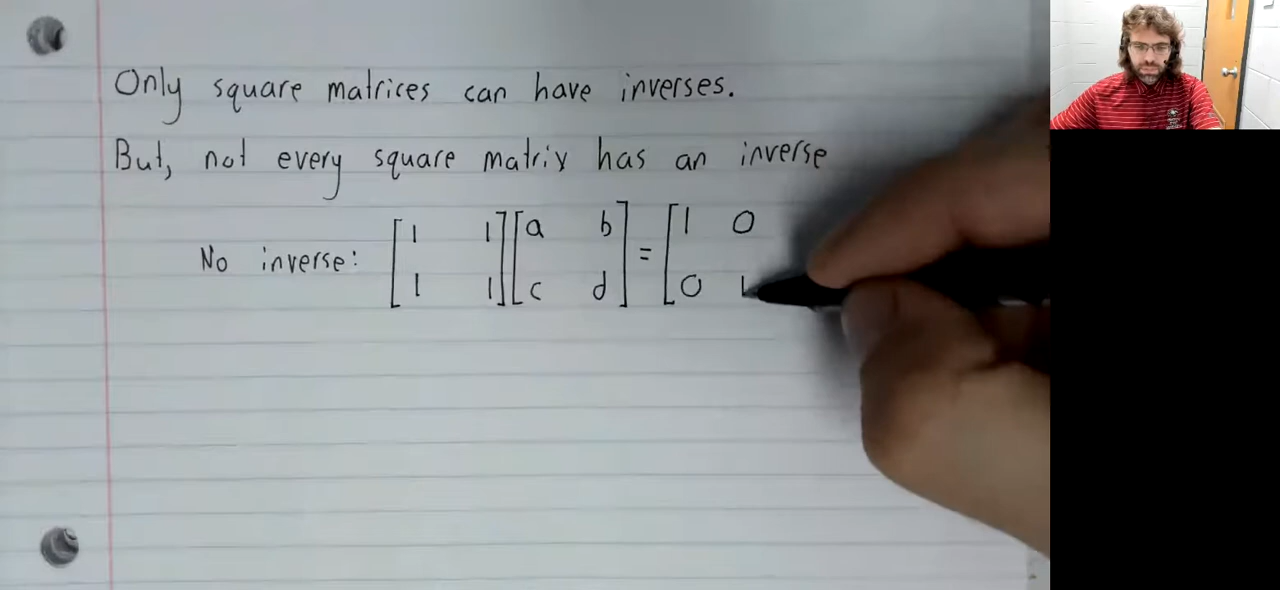 Only square matrices can have inverses.
But, not every square matrix has an inverse
No inverse: [1 1; 1 1] [a b; c d] = [1 0; 0 1]